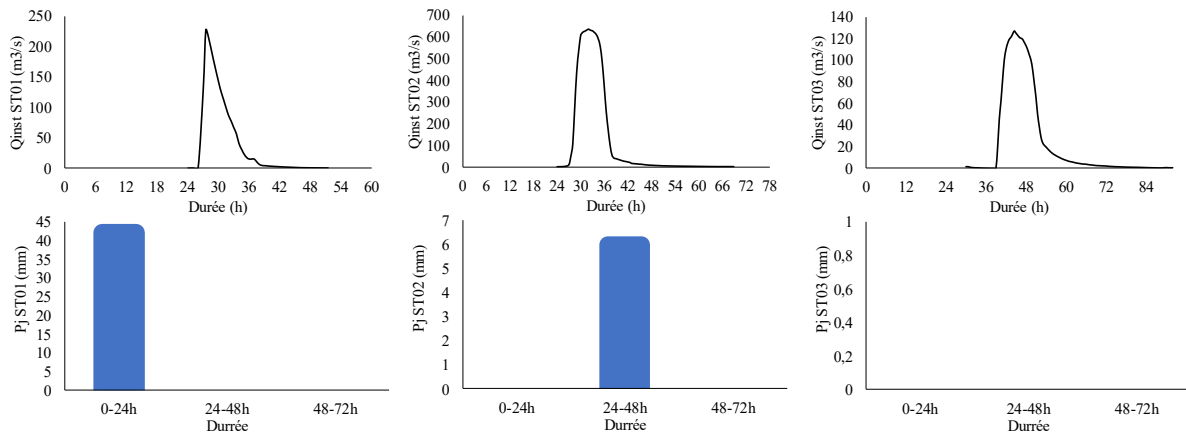 Qinst ST01 (m3/s)
250
200
150
100
50
0
0 6 12 18 24 30 36 42 48 54 60
Durée (h)
Qinst ST02 (m3/s)
700
600
500
400
300
200
100
0
0 6 12 18 24 30 36 42 48 54 60 66 72 78
Durée (h)
Qinst ST03 (m3/s)
140
120
100
80
60
40
20
0
0 12 24 36 48 60 72 84
Durée (h)
Pj ST01 (mm)
45
40
35
30
25
20
15
10
5
0
0-24h 24-48h 48-72h
Durrée
Pj ST02 (mm)
7
6
5
4
3
2
1
0
0-24h 24-48h 48-72h
Durrée
Pj ST03 (mm)
1
0,8
0,6
0,4
0,2
0
0-24h 24-48h 48-72h
Durrée